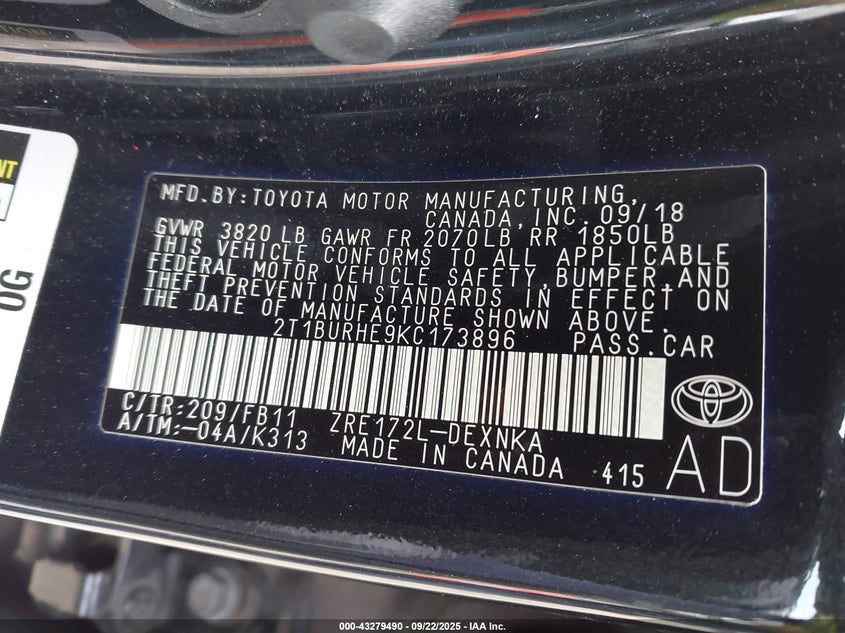 MFD.BY:TOYOTA MOTOR MANUFACTURING,
CANADA,INC.09/18
GVWR 3820 LB GAWR FR 2070LB RR 1850LB
THIS VEHICLE CONFORMS TO ALL APPLICABLE
FEDERAL MOTOR VEHICLE SAFETY,BUMPER,AND
THEFT PREVENTION STANDARDS IN EFFECT ON
THE DATE OF MANUFACTURE SHOWN ABOVE.
2T1BURHE9KC173896 PASS.CAR
C/TR:209/FB11 ZRE172L-DEXNKA
A/TM:-04A/K313 MADE IN CANADA 415 AD
NT
OG
000-43279490 - 09/22/2025 - IAA Inc.